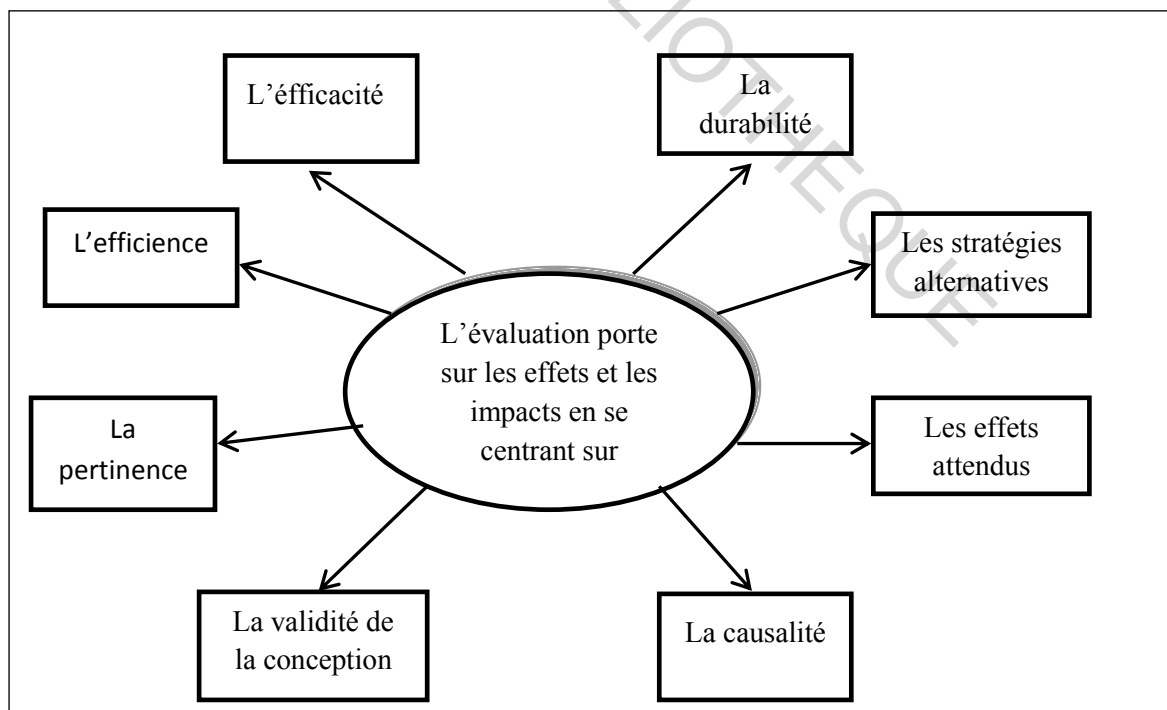 L’éfficacité
La
durabilité
L’efficience
Les stratégies
alternatives
L’évaluation porte
sur les effets et les
impacts en se
centrant sur
La
pertinence
Les effets
attendus
La validité de
la conception
La causalité
LIOTHEQUE